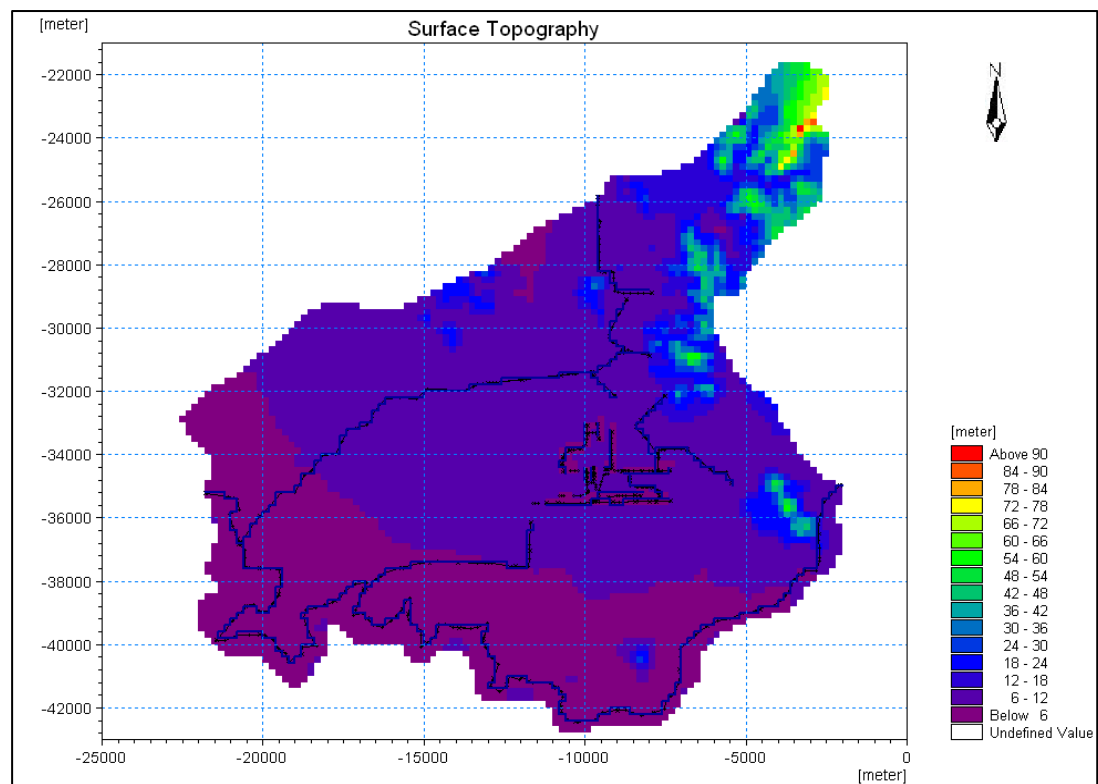 [meter]
Surface Topography
N
-22000
-24000
-26000
-28000
-30000
-32000
-34000
-36000
-38000
-40000
-42000
-25000 -20000 -15000 -10000 -5000 0
[meter]
[meter]
Above 90
84 - 90
78 - 84
72 - 78
66 - 72
60 - 66
54 - 60
48 - 54
42 - 48
36 - 42
30 - 36
24 - 30
18 - 24
12 - 18
6 - 12
Below 6
Undefined Value